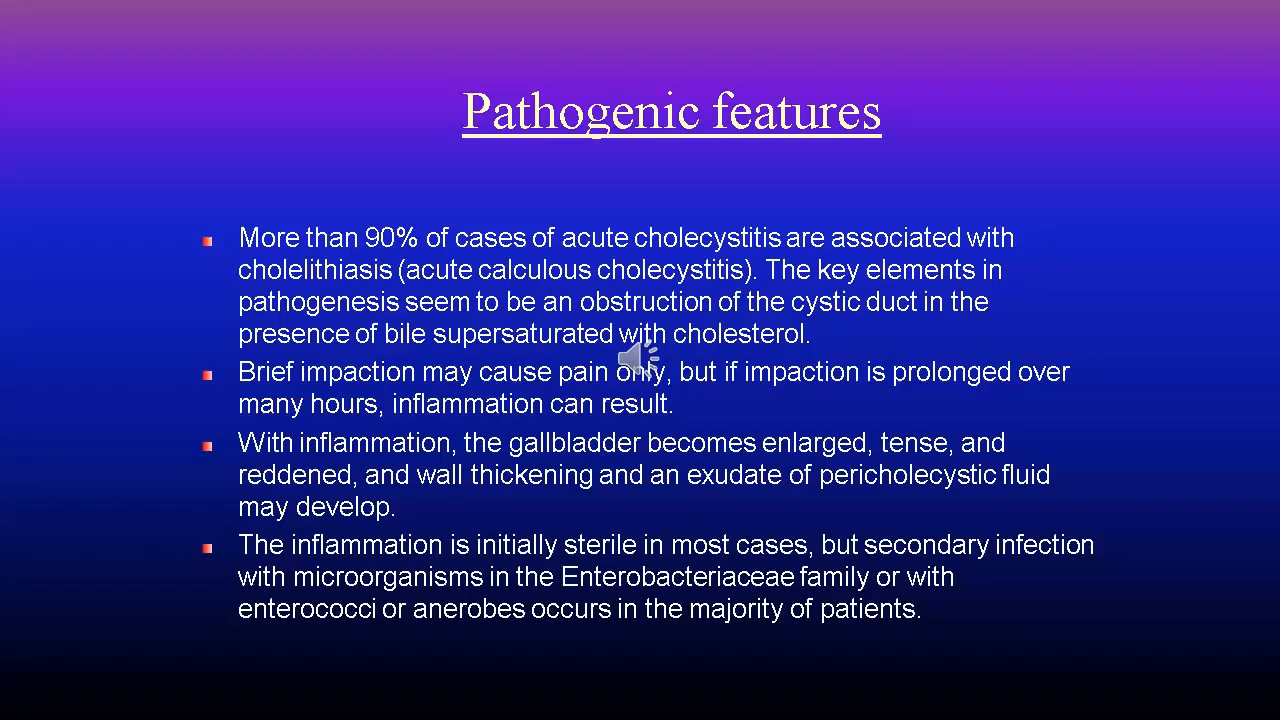 Pathogenic features
More than 90% of cases of acute cholecystitis are associated with
cholelithiasis (acute calculous cholecystitis). The key elements in
pathogenesis seem to be an obstruction of the cystic duct in the
presence of bile supersaturated with cholesterol.
Brief impaction may cause pain only, but if impaction is prolonged over
many hours, inflammation can result.
With inflammation, the gallbladder becomes enlarged, tense, and
reddened, and wall thickening and an exudate of pericholecystic fluid
may develop.
The inflammation is initially sterile in most cases, but secondary infection
with microorganisms in the Enterobacteriaceae family or with
enterococci or anerobes occurs in the majority of patients.